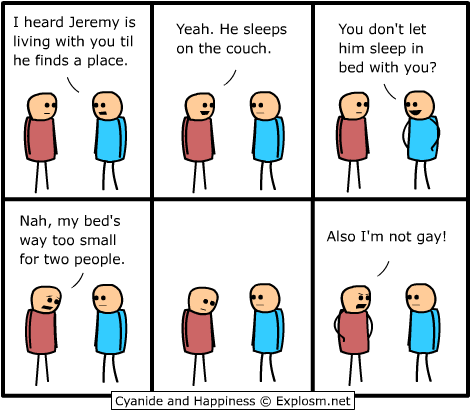 I heard Jeremy is
living with you til
he finds a place.
Yeah. He sleeps
on the couch.
You don't let
him sleep in
bed with you?
Nah, my bed's
way too small
for two people.
Also I'm not gay!
Cyanide and Happiness © Explosm.net